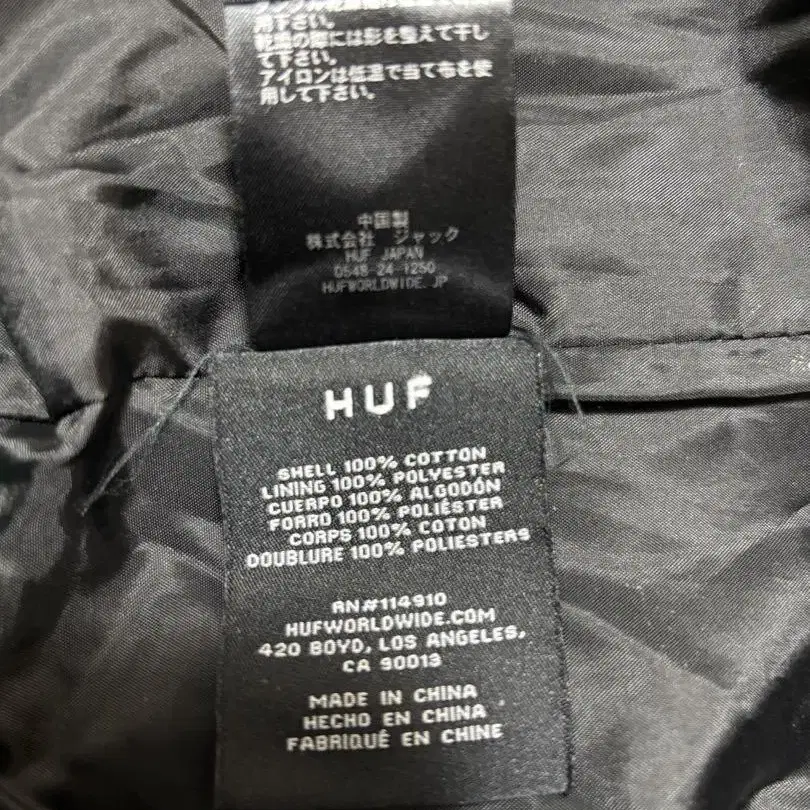 用下さい。
乾燥の際には形を整えて干し
て下さい。
アイロンは低温で当て布を使
用して下さい。
中国製
株式会社 ジャック
HUF JAPAN
0548-24-1250
HUFWORLDWIDE.JP
HUF
SHELL 100% COTTON
LINING 100% POLYESTER
CUERPO 100% ALGODÓN
FORRO 100% POLIÉSTER
CORPS 100% COTON
DOUBLURE 100% POLIESTERS
RN#114910
HUFWORLDWIDE.COM
420 BOYD, LOS ANGELES,
CA 90013
MADE IN CHINA
HECHO EN CHINA
FABRIQUÉ EN CHINE